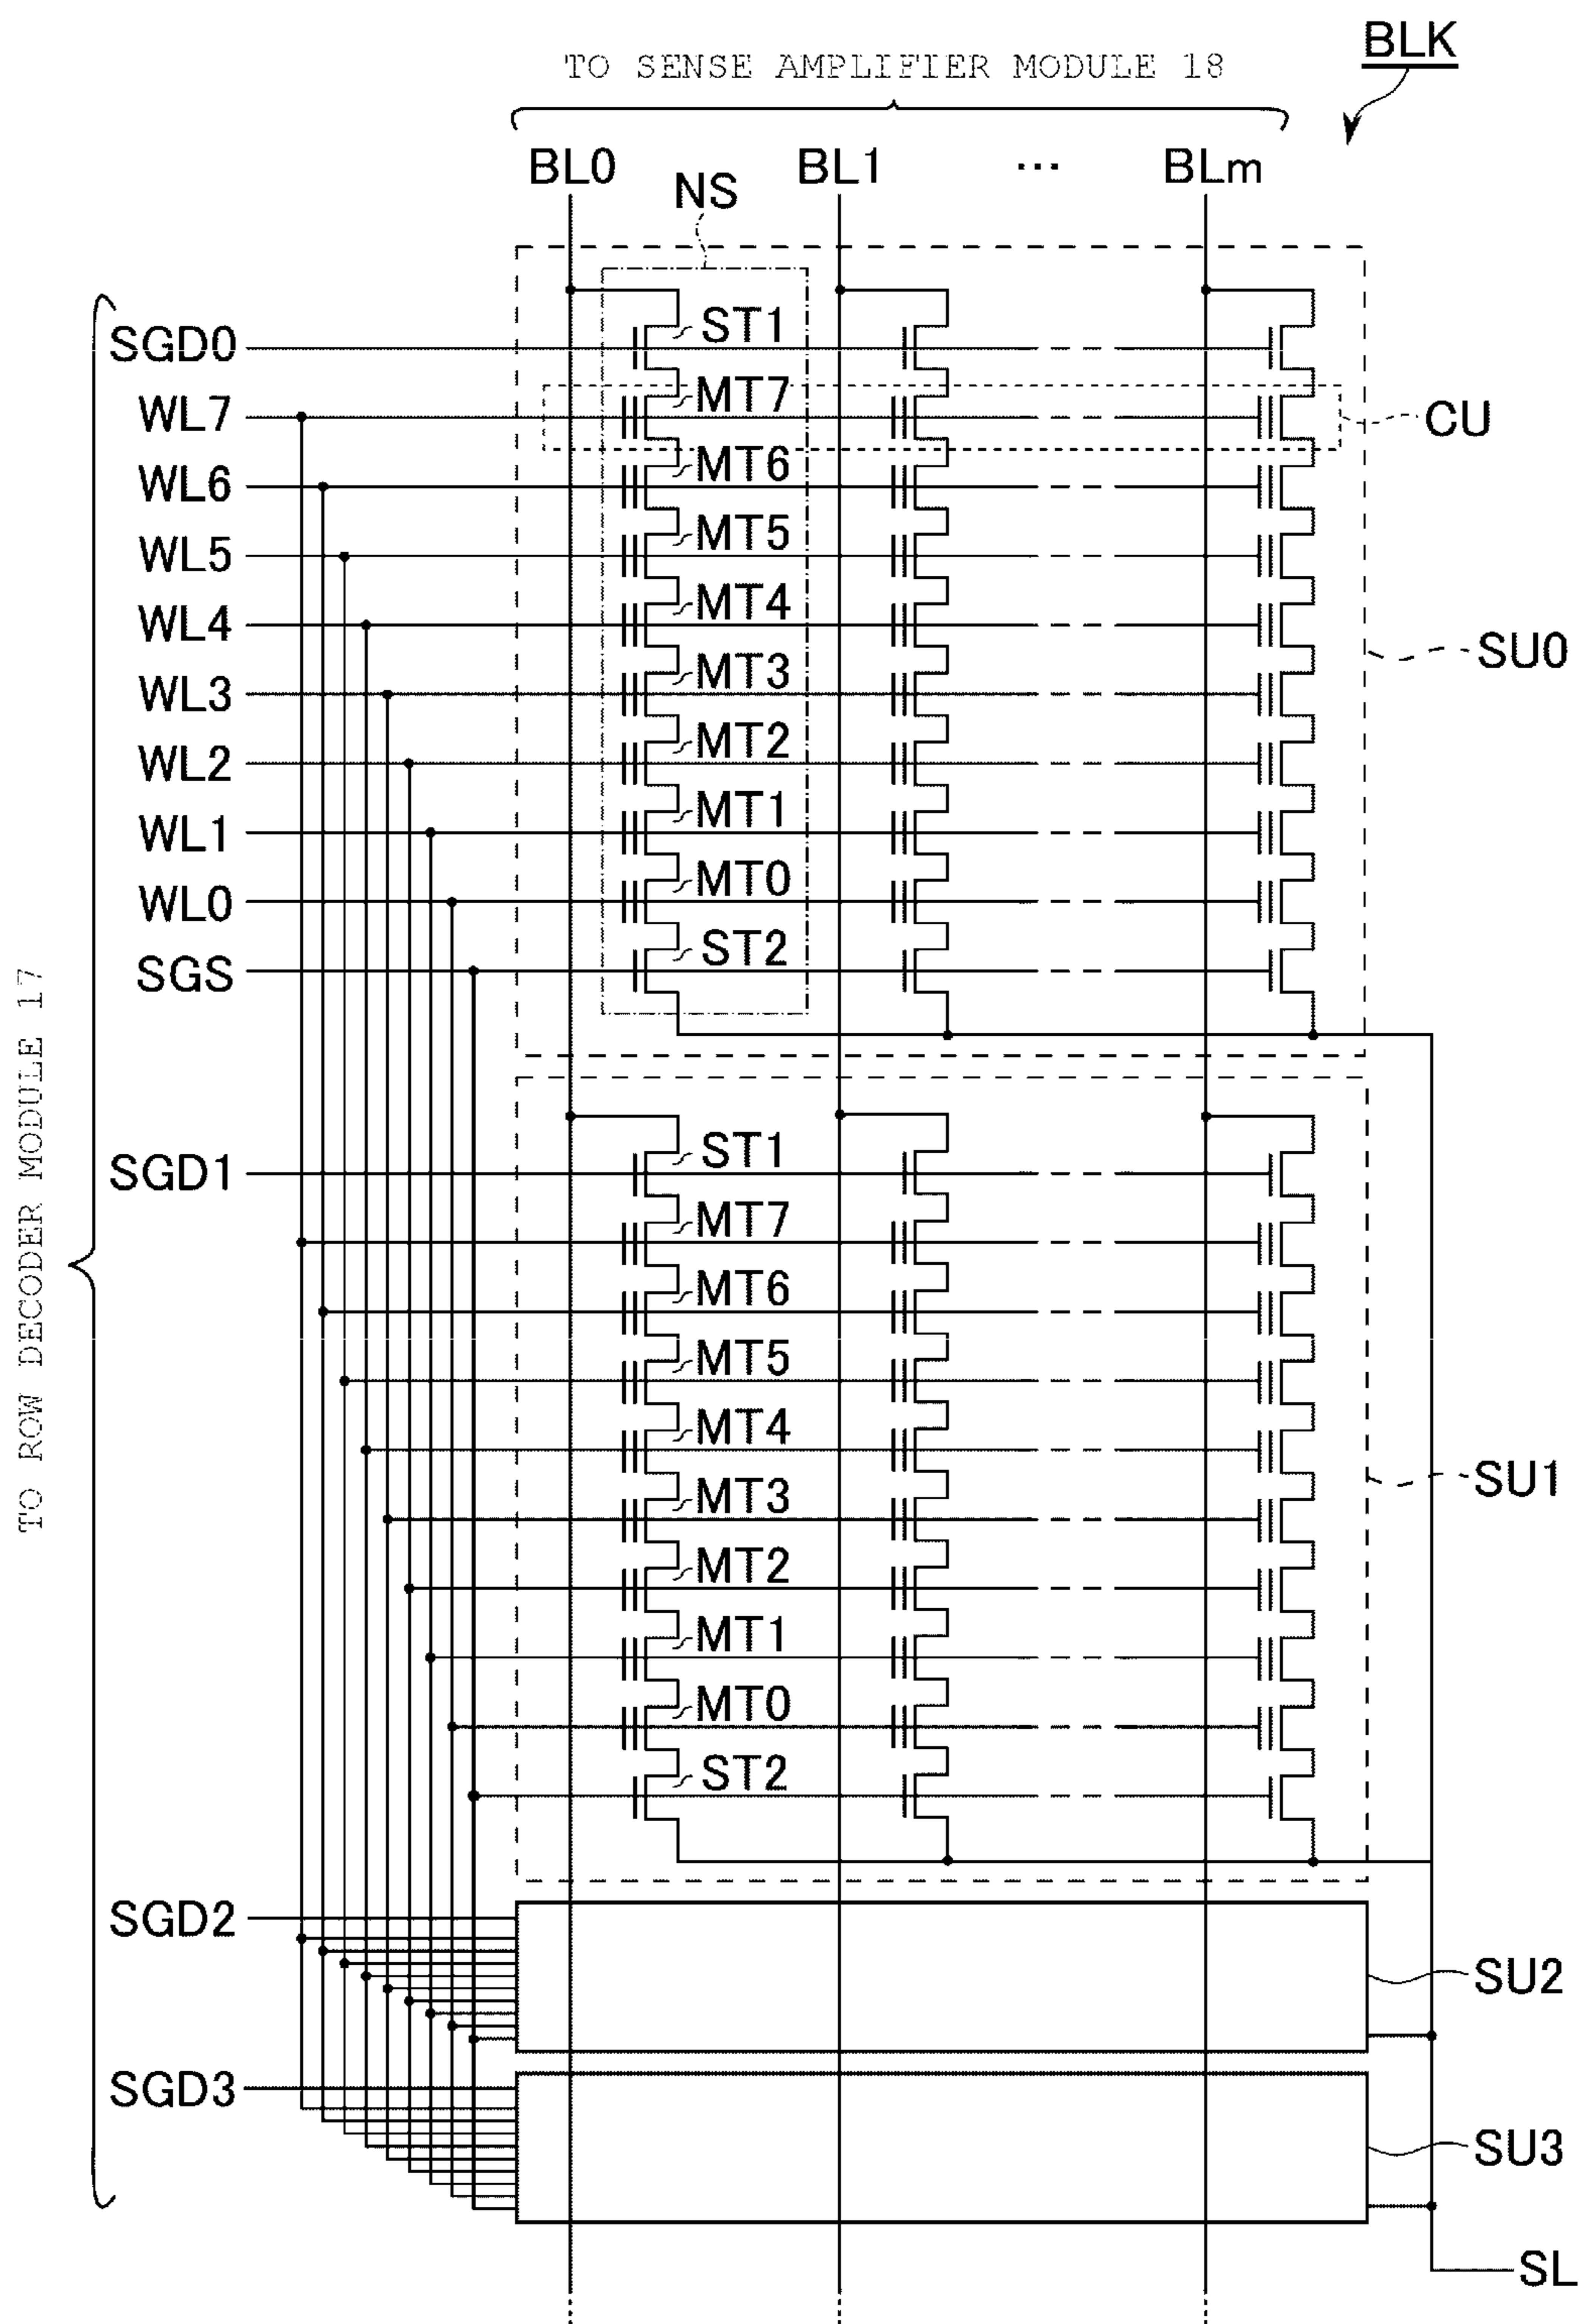 BLK
TO SENSE AMPLIFIER MODULE 18
BL0 BL1 ... BLm
NS
SGD0 ST1
WL7 MT7 CU
WL6 MT6
WL5 MT5
WL4 MT4
SU0
WL3 MT3
WL2 MT2
WL1 MT1
WL0 MT0
SGS ST2
TO ROW DECODER MODULE 17
SGD1 ST1
MT7
MT6
MT5
MT4
SU1
MT3
MT2
MT1
MT0
ST2
SGD2
SU2
SGD3
SU3
SL